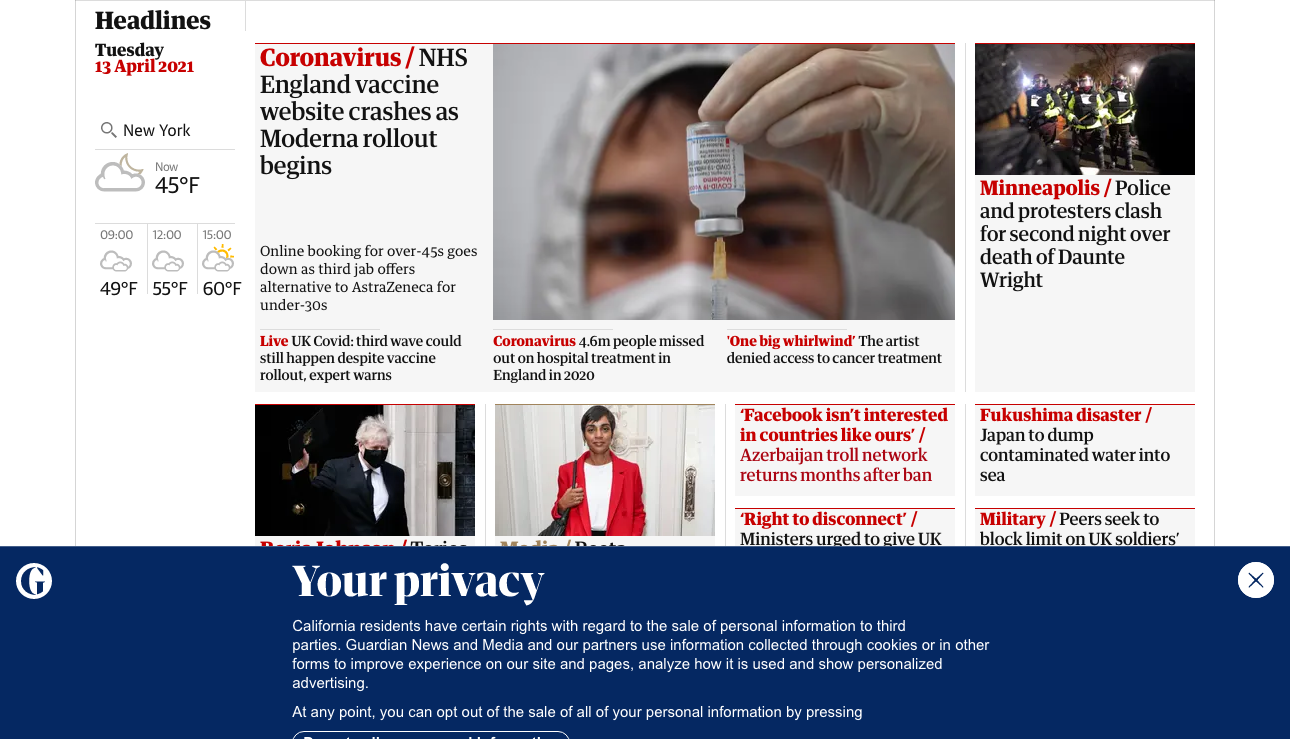 Headlines
Tuesday
13 April 2021
New York
Now
45°F
09:00
12:00
15:00
49°F
55°F
60°F
Coronavirus / NHS
England vaccine
website crashes as
Moderna rollout
begins
Online booking for over-45s goes
down as third jab offers
alternative to AstraZeneca for
under-30s
Live UK Covid: third wave could
still happen despite vaccine
rollout, expert warns
Coronavirus 4.6m people missed
out on hospital treatment in
England in 2020
'One big whirlwind’ The artist
denied access to cancer treatment
Minneapolis / Police
and protesters clash
for second night over
death of Daunte
Wright
Boris Johnson / Tories
Media /
‘Facebook isn’t interested
in countries like ours’ /
Azerbaijan troll network
returns months after ban
Fukushima disaster /
Japan to dump
contaminated water into
sea
‘Right to disconnect’ /
Ministers urged to give UK
Military / Peers seek to
block limit on UK soldiers’
Your privacy
California residents have certain rights with regard to the sale of personal information to third
parties. Guardian News and Media and our partners use information collected through cookies or in other
forms to improve experience on our site and pages, analyze how it is used and show personalized
advertising.
At any point, you can opt out of the sale of all of your personal information by pressing